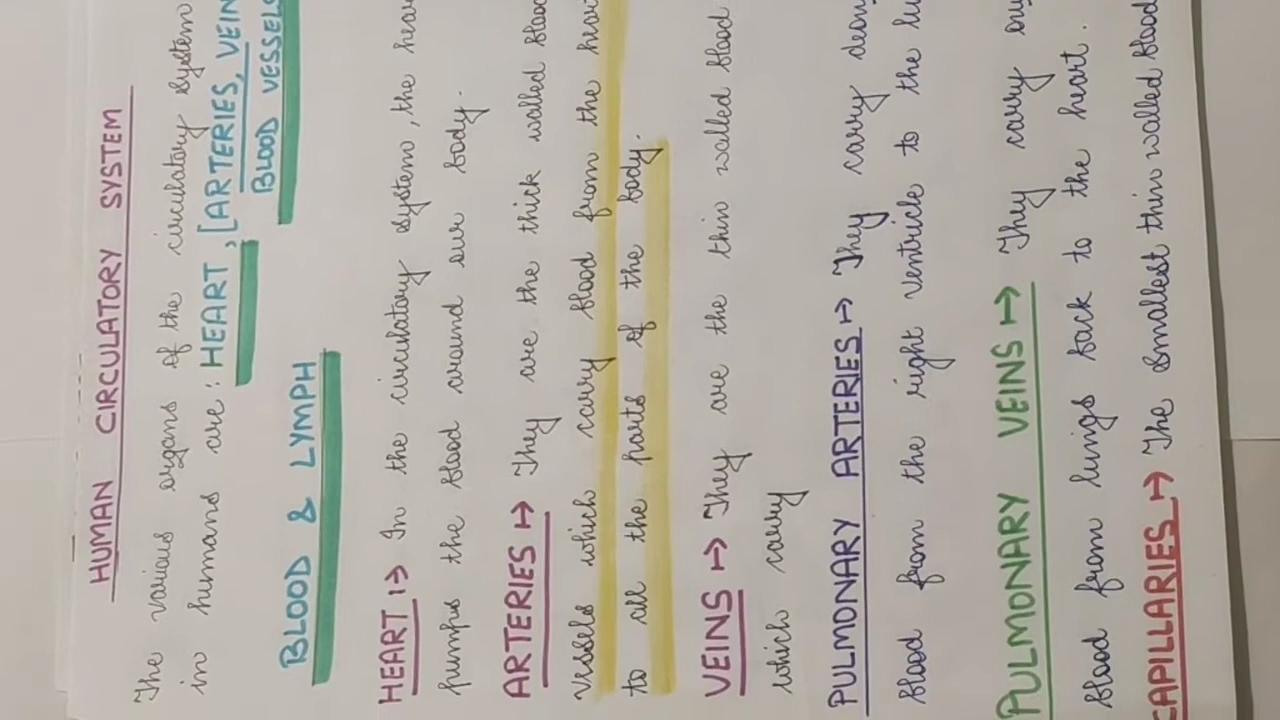 HUMAN CIRCULATORY SYSTEM
The various organs of the circulatory system
in humans are: HEART, [ARTERIES, VEIN
BLOOD VESSELS
BLOOD & LYMPH
HEART :→ In the circulatory system, the hear
pumps the blood around our body.
ARTERIES → They are the thick walled blood
vessels which carry blood from the heart
to all the parts of the body.
VEINS → They are the thin walled blood
which carry
PULMONARY ARTERIES → They carry deox
blood from the right ventricle to the lu
PULMONARY VEINS → They carry oxy
blood from lungs back to the heart.
CAPILLARIES → The smallest thin walled blood